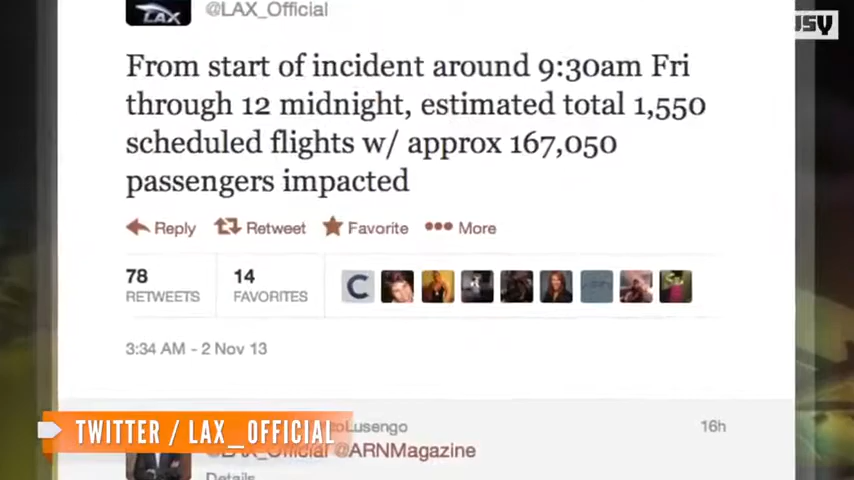 LAX
@LAX_Official
From start of incident around 9:30am Fri
through 12 midnight, estimated total 1,550
scheduled flights w/ approx 167,050
passengers impacted
Reply Retweet Favorite More
78 14
RETWEETS FAVORITES
C
3:34 AM - 2 Nov 13
oLusengo 16h
TWITTER / LAX_OFFICIAL
@LAX_Official @ARNMagazine
Details